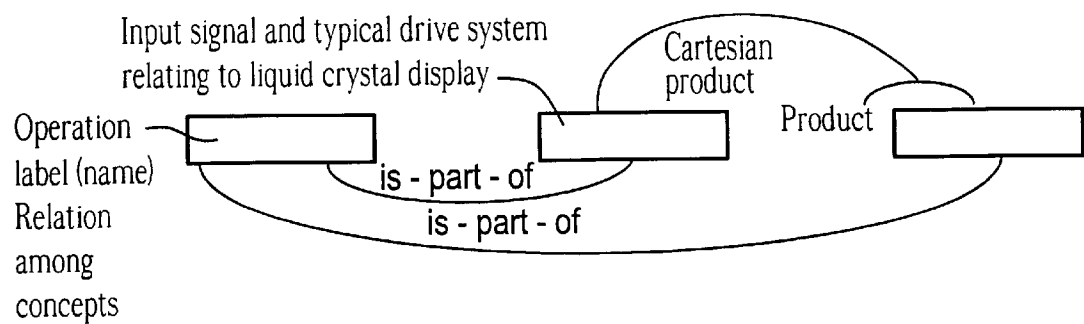 Input signal and typical drive system
relating to liquid crystal display
Cartesian
product
Product
Operation
label (name)
Relation
among
concepts
is - part - of
is - part - of